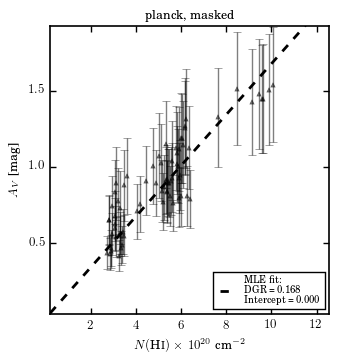 planck, masked
1.5
1.0
0.5
A_V [mag]
MLE fit:
DGR = 0.168
Intercept = 0.000
2 4 6 8 10 12
N(HI) × 10^20 cm^−2